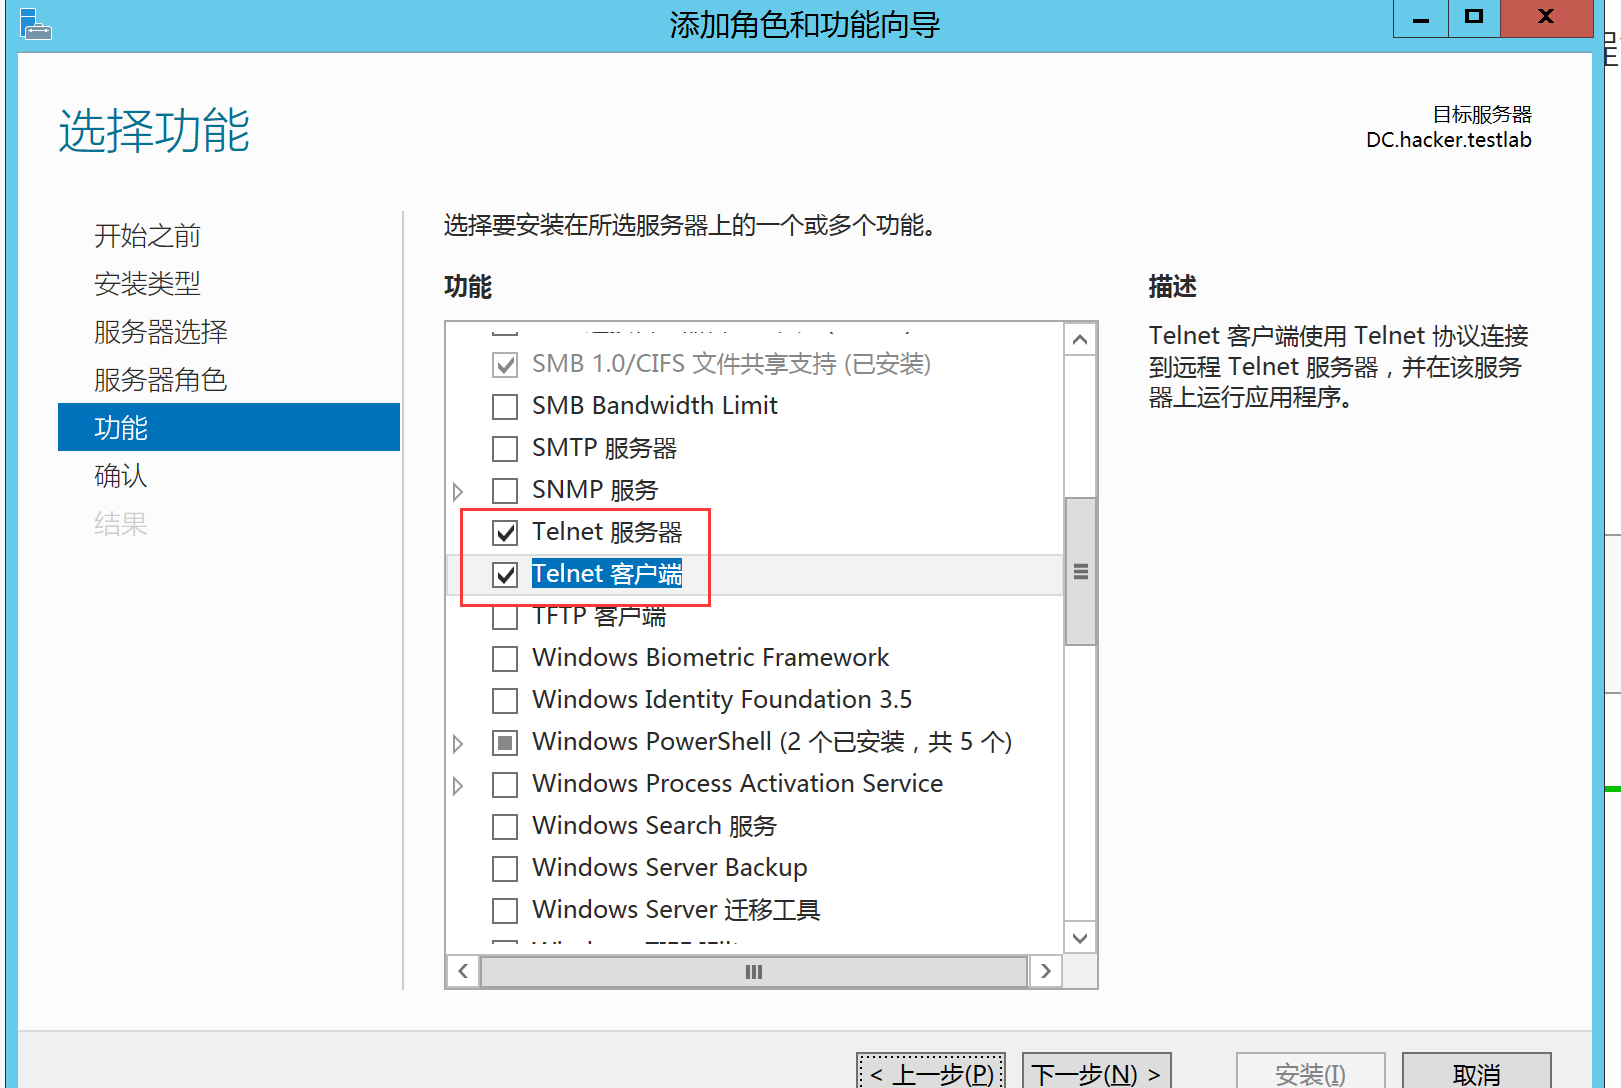 添加角色和功能向导
选择功能
目标服务器
DC.hacker.testlab
开始之前
安装类型
服务器选择
服务器角色
功能
确认
结果
选择要安装在所选服务器上的一个或多个功能。
功能
SMB 1.0/CIFS 文件共享支持 (已安装)
SMB Bandwidth Limit
SMTP 服务器
SNMP 服务
Telnet 服务器
Telnet 客户端
TFTP 客户端
Windows Biometric Framework
Windows Identity Foundation 3.5
Windows PowerShell (2 个已安装，共 5 个)
Windows Process Activation Service
Windows Search 服务
Windows Server Backup
Windows Server 迁移工具
描述
Telnet 客户端使用 Telnet 协议连接
到远程 Telnet 服务器，并在该服务
器上运行应用程序。
< 上一步(P)
下一步(N) >
安装(I)
取消